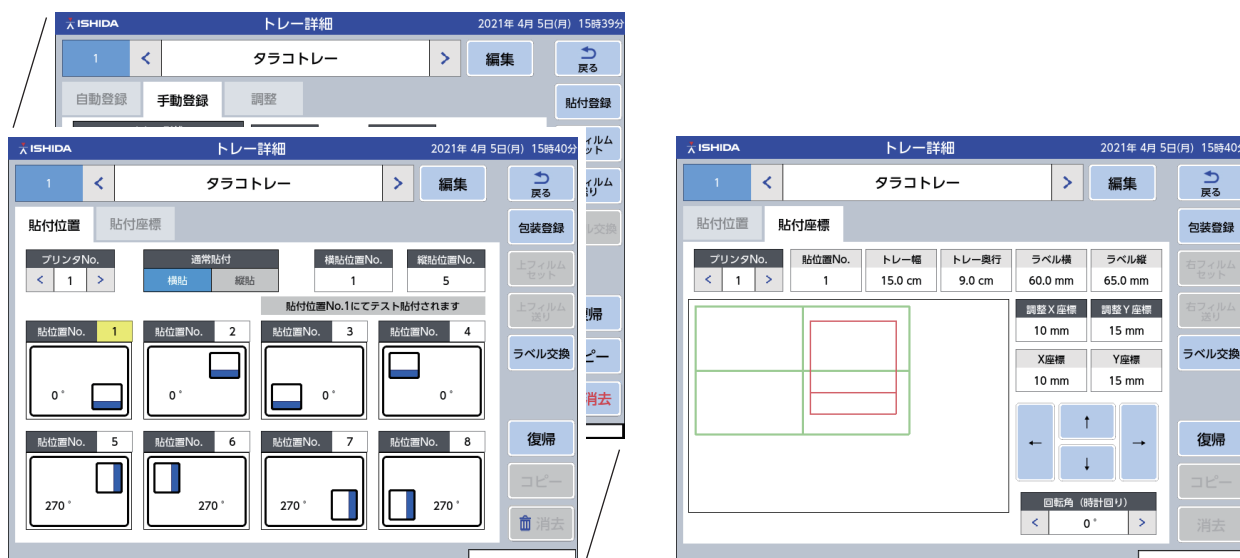 ISHIDA トレー詳細 2021年 4月 5日(月) 15時39分
1 < タラコトレー > 編集 戻る
自動登録 手動登録 調整 貼付登録
ISHIDA トレー詳細 2021年 4月 5日(月) 15時40分
1 < タラコトレー > 編集 戻る
貼付位置 貼付座標 包装登録
プリンタNo. 通常貼付 横貼位置No. 縦貼位置No. 上フィルム
セット
< 1 > 横貼 縦貼 1 5
貼付位置No.1にてテスト貼付されます 上フィルム
送り
貼位置No. 1 貼位置No. 2 貼位置No. 3 貼位置No. 4
ラベル交換
0° 0° 0° 0°
貼位置No. 5 貼位置No. 6 貼位置No. 7 貼位置No. 8
復帰
コピー
270° 270° 270° 270°
消去
ィルム
ット
ィルム
り
ル交換
帰
ピー
消去
ISHIDA トレー詳細 2021年 4月 5日(月) 15時40
1 < タラコトレー > 編集 戻る
貼付位置 貼付座標 包装登録
プリンタNo. 貼位置No. トレー幅 トレー奥行 ラベル横 ラベル縦
< 1 > 1 15.0 cm 9.0 cm 60.0 mm 65.0 mm
右フィルム
セット
調整X座標 調整Y座標
10 mm 15 mm
右フィルム
送り
X座標 Y座標
10 mm 15 mm
ラベル交換
↑
← →
↓
復帰
コピー
回転角（時計回り）
< 0° >
消去